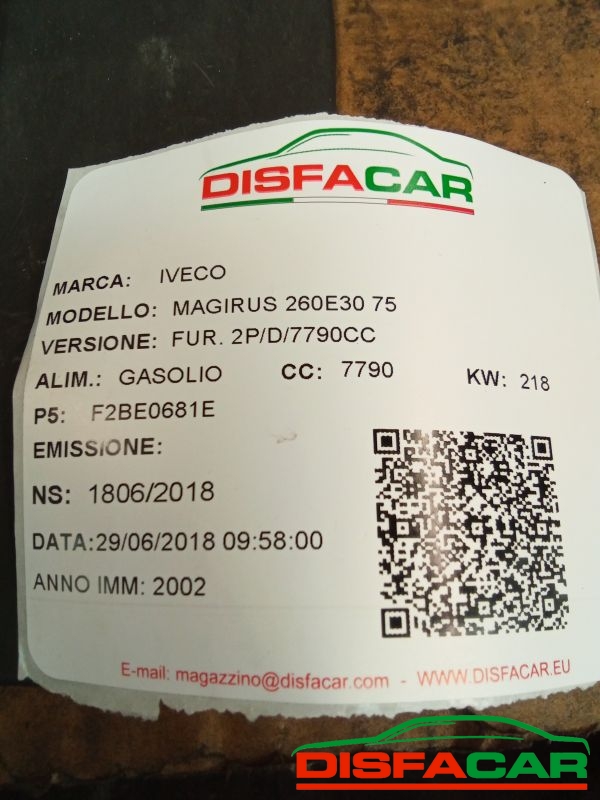 DISFACAR
MARCA: IVECO
MODELLO: MAGIRUS 260E30 75
VERSIONE: FUR. 2P/D/7790CC
ALIM.: GASOLIO CC: 7790 KW: 218
P5: F2BE0681E
EMISSIONE:
NS: 1806/2018
DATA:29/06/2018 09:58:00
ANNO IMM: 2002
E-mail: magazzino@disfacar.com - WWW.DISFACAR.EU
DISFACAR